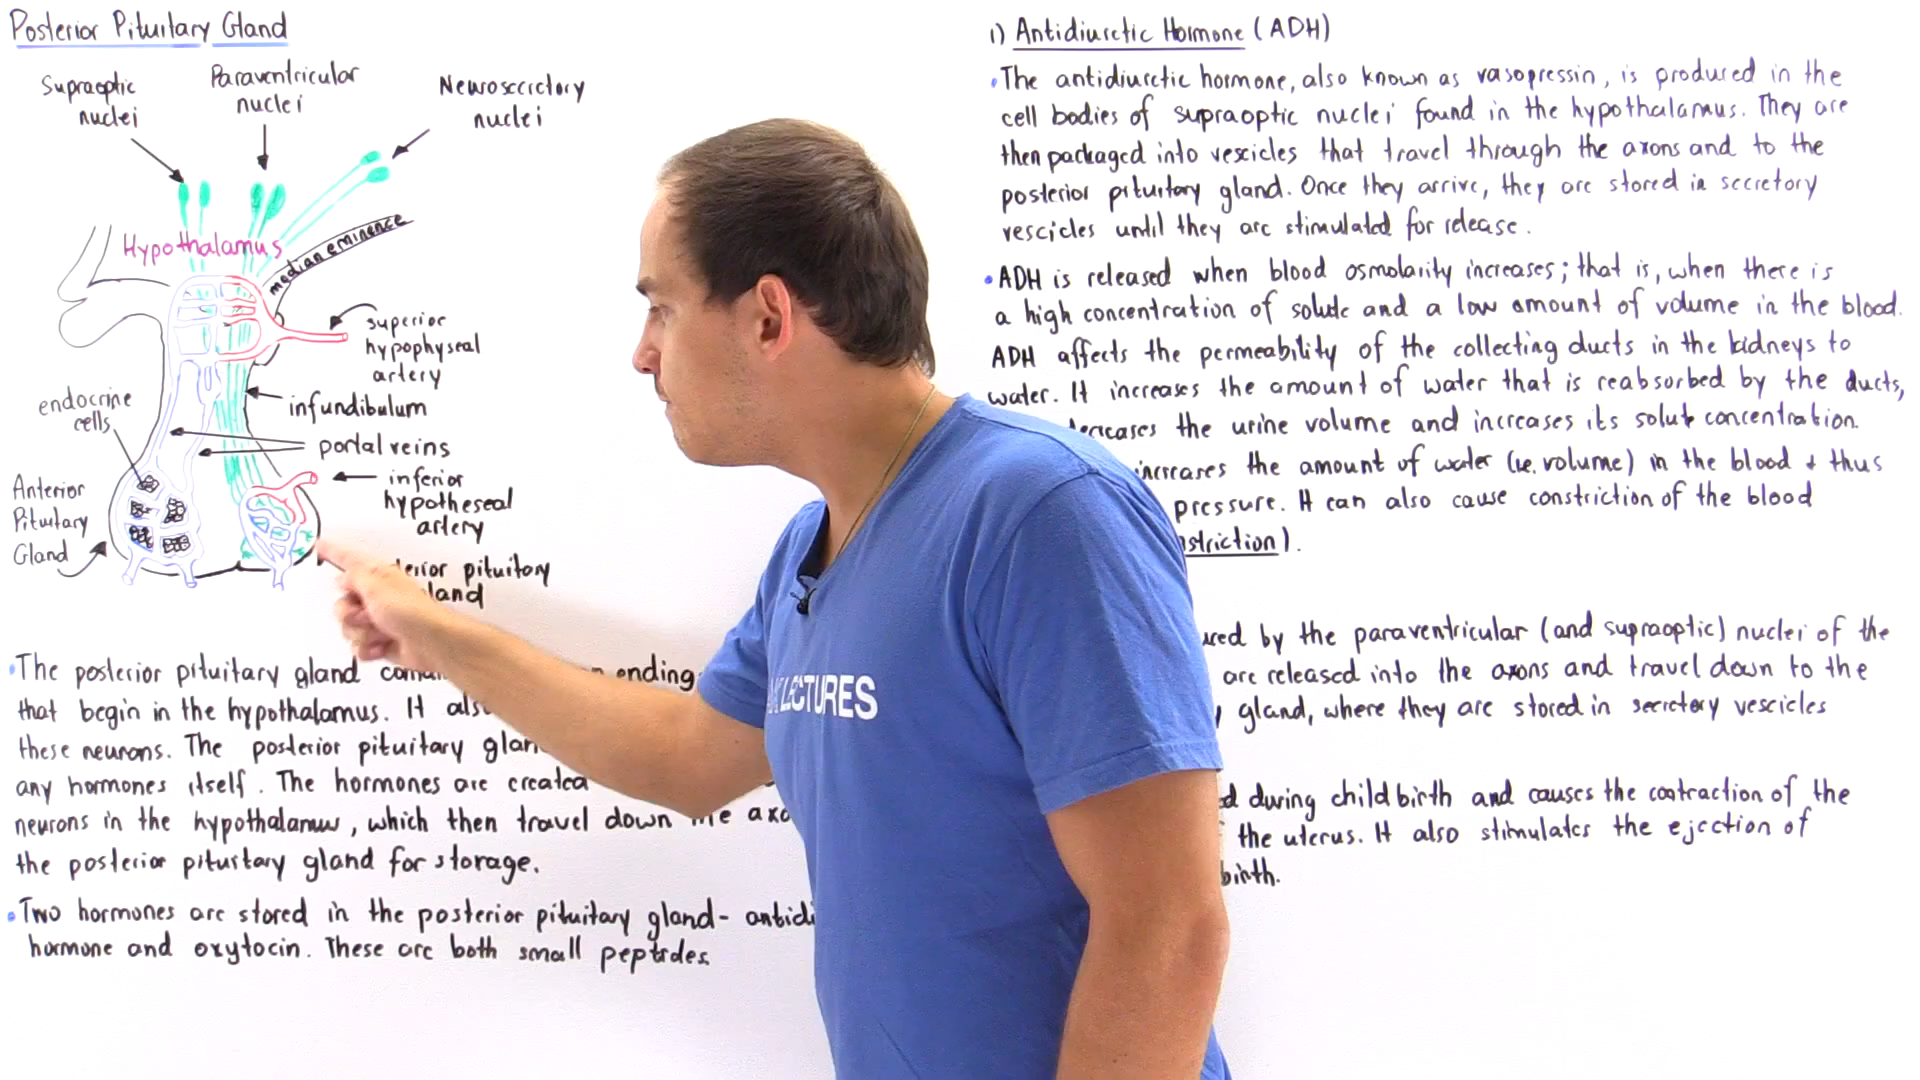 Posterior Pituitary Gland
Supraoptic
nuclei
Paraventricular
nuclei
Neurosecretory
nuclei
Hypothalamus
median eminence
superior
hypophyseal
artery
endocrine
cells
infundibulum
portal veins
inferior
hypotheseal
artery
Anterior
Pituitary
Gland
pituitary
•The posterior pituitary gland ending
that begin in the hypothalamus. It
these neurons. The posterior pituitary
any hormones itself. The hormones are created
neurons in the hypothalamus, which then travel down
the posterior pituitary gland for storage.
•Two hormones are stored in the posterior pituitary gland-
hormone and oxytocin. These are both small peptides.
1) Antidiuretic Hormone (ADH)
•The antidiuretic hormone, also known as vasopressin, is produced in the
cell bodies of supraoptic nuclei found in the hypothalamus. They are
then packaged into vescicles that travel through the axons and to the
posterior pituitary gland. Once they arrive, they are stored in secretory
vescicles until they are stimulated for release.
•ADH is released when blood osmolarity increases; that is, when there is
a high concentration of solute and a low amount of volume in the blood.
ADH affects the permeability of the collecting ducts in the kidneys to
water. It increases the amount of water that is reabsorbed by the ducts,
the urine volume and increases its solute concentration.
increases the amount of water (i.e. volume) in the blood + thus
pressure. It can also cause constriction of the blood
by the paraventricular (and supraoptic) nuclei of the
are released into the axons and travel down to the
gland, where they are stored in secretory vescicles
during childbirth and causes the contraction of the
the uterus. It also stimulates the ejection of
birth.
LECTURES